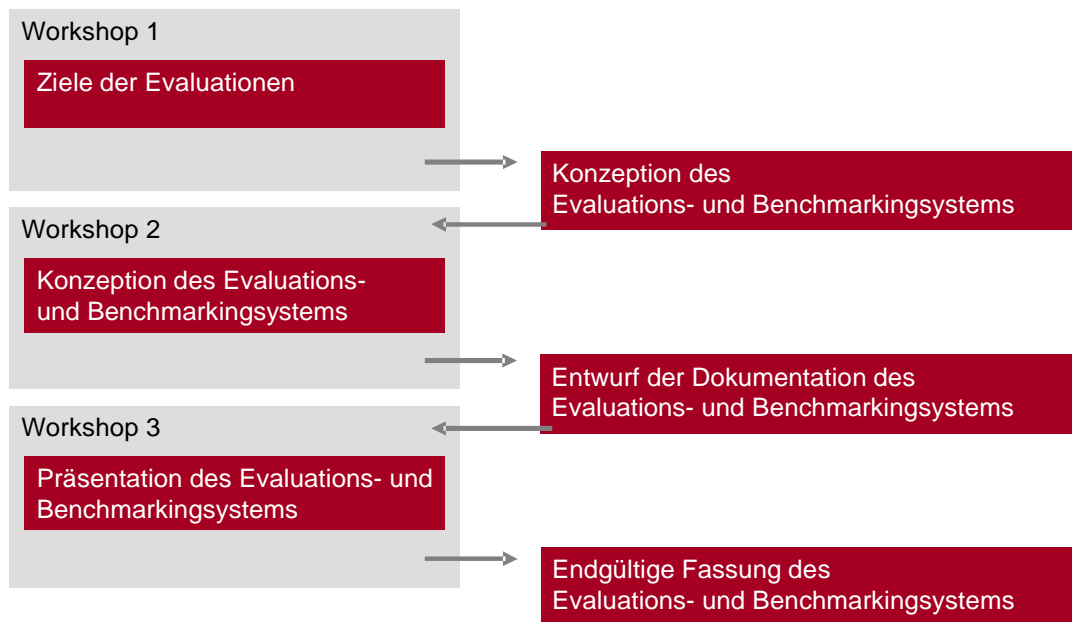 Workshop 1
Ziele der Evaluationen
Konzeption des
Evaluations- und Benchmarkingsystems
Workshop 2
Konzeption des Evaluations-
und Benchmarkingsystems
Entwurf der Dokumentation des
Evaluations- und Benchmarkingsystems
Workshop 3
Präsentation des Evaluations- und
Benchmarkingsystems
Endgültige Fassung des
Evaluations- und Benchmarkingsystems